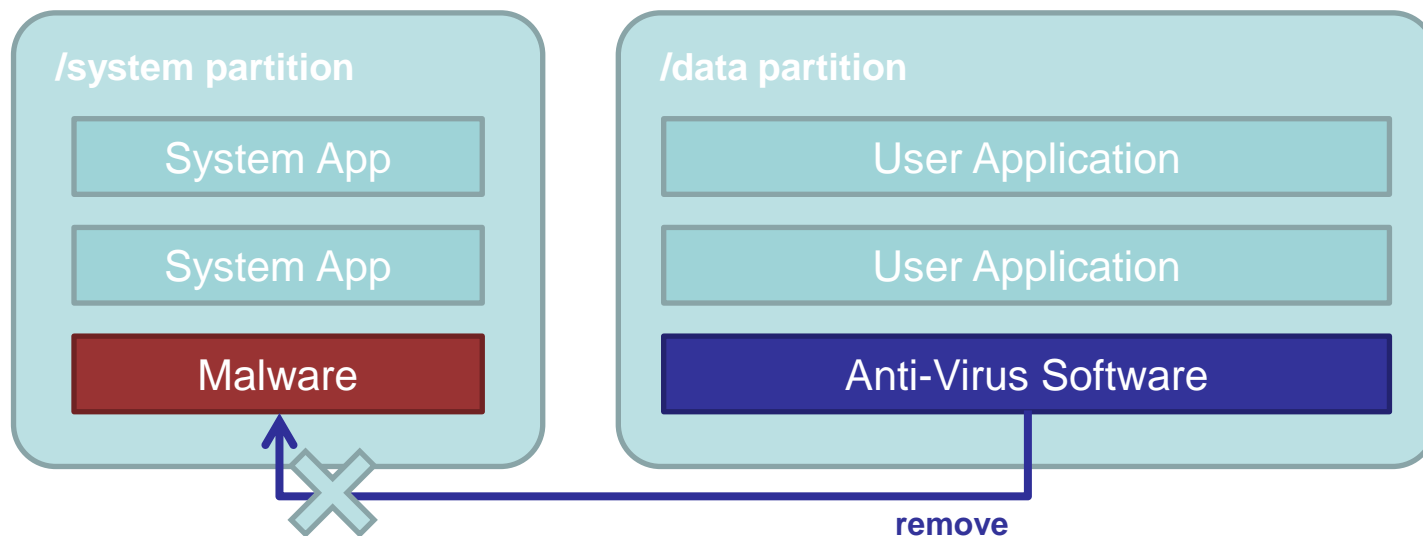 /system partition
System App
System App
Malware
/data partition
User Application
User Application
Anti-Virus Software
remove